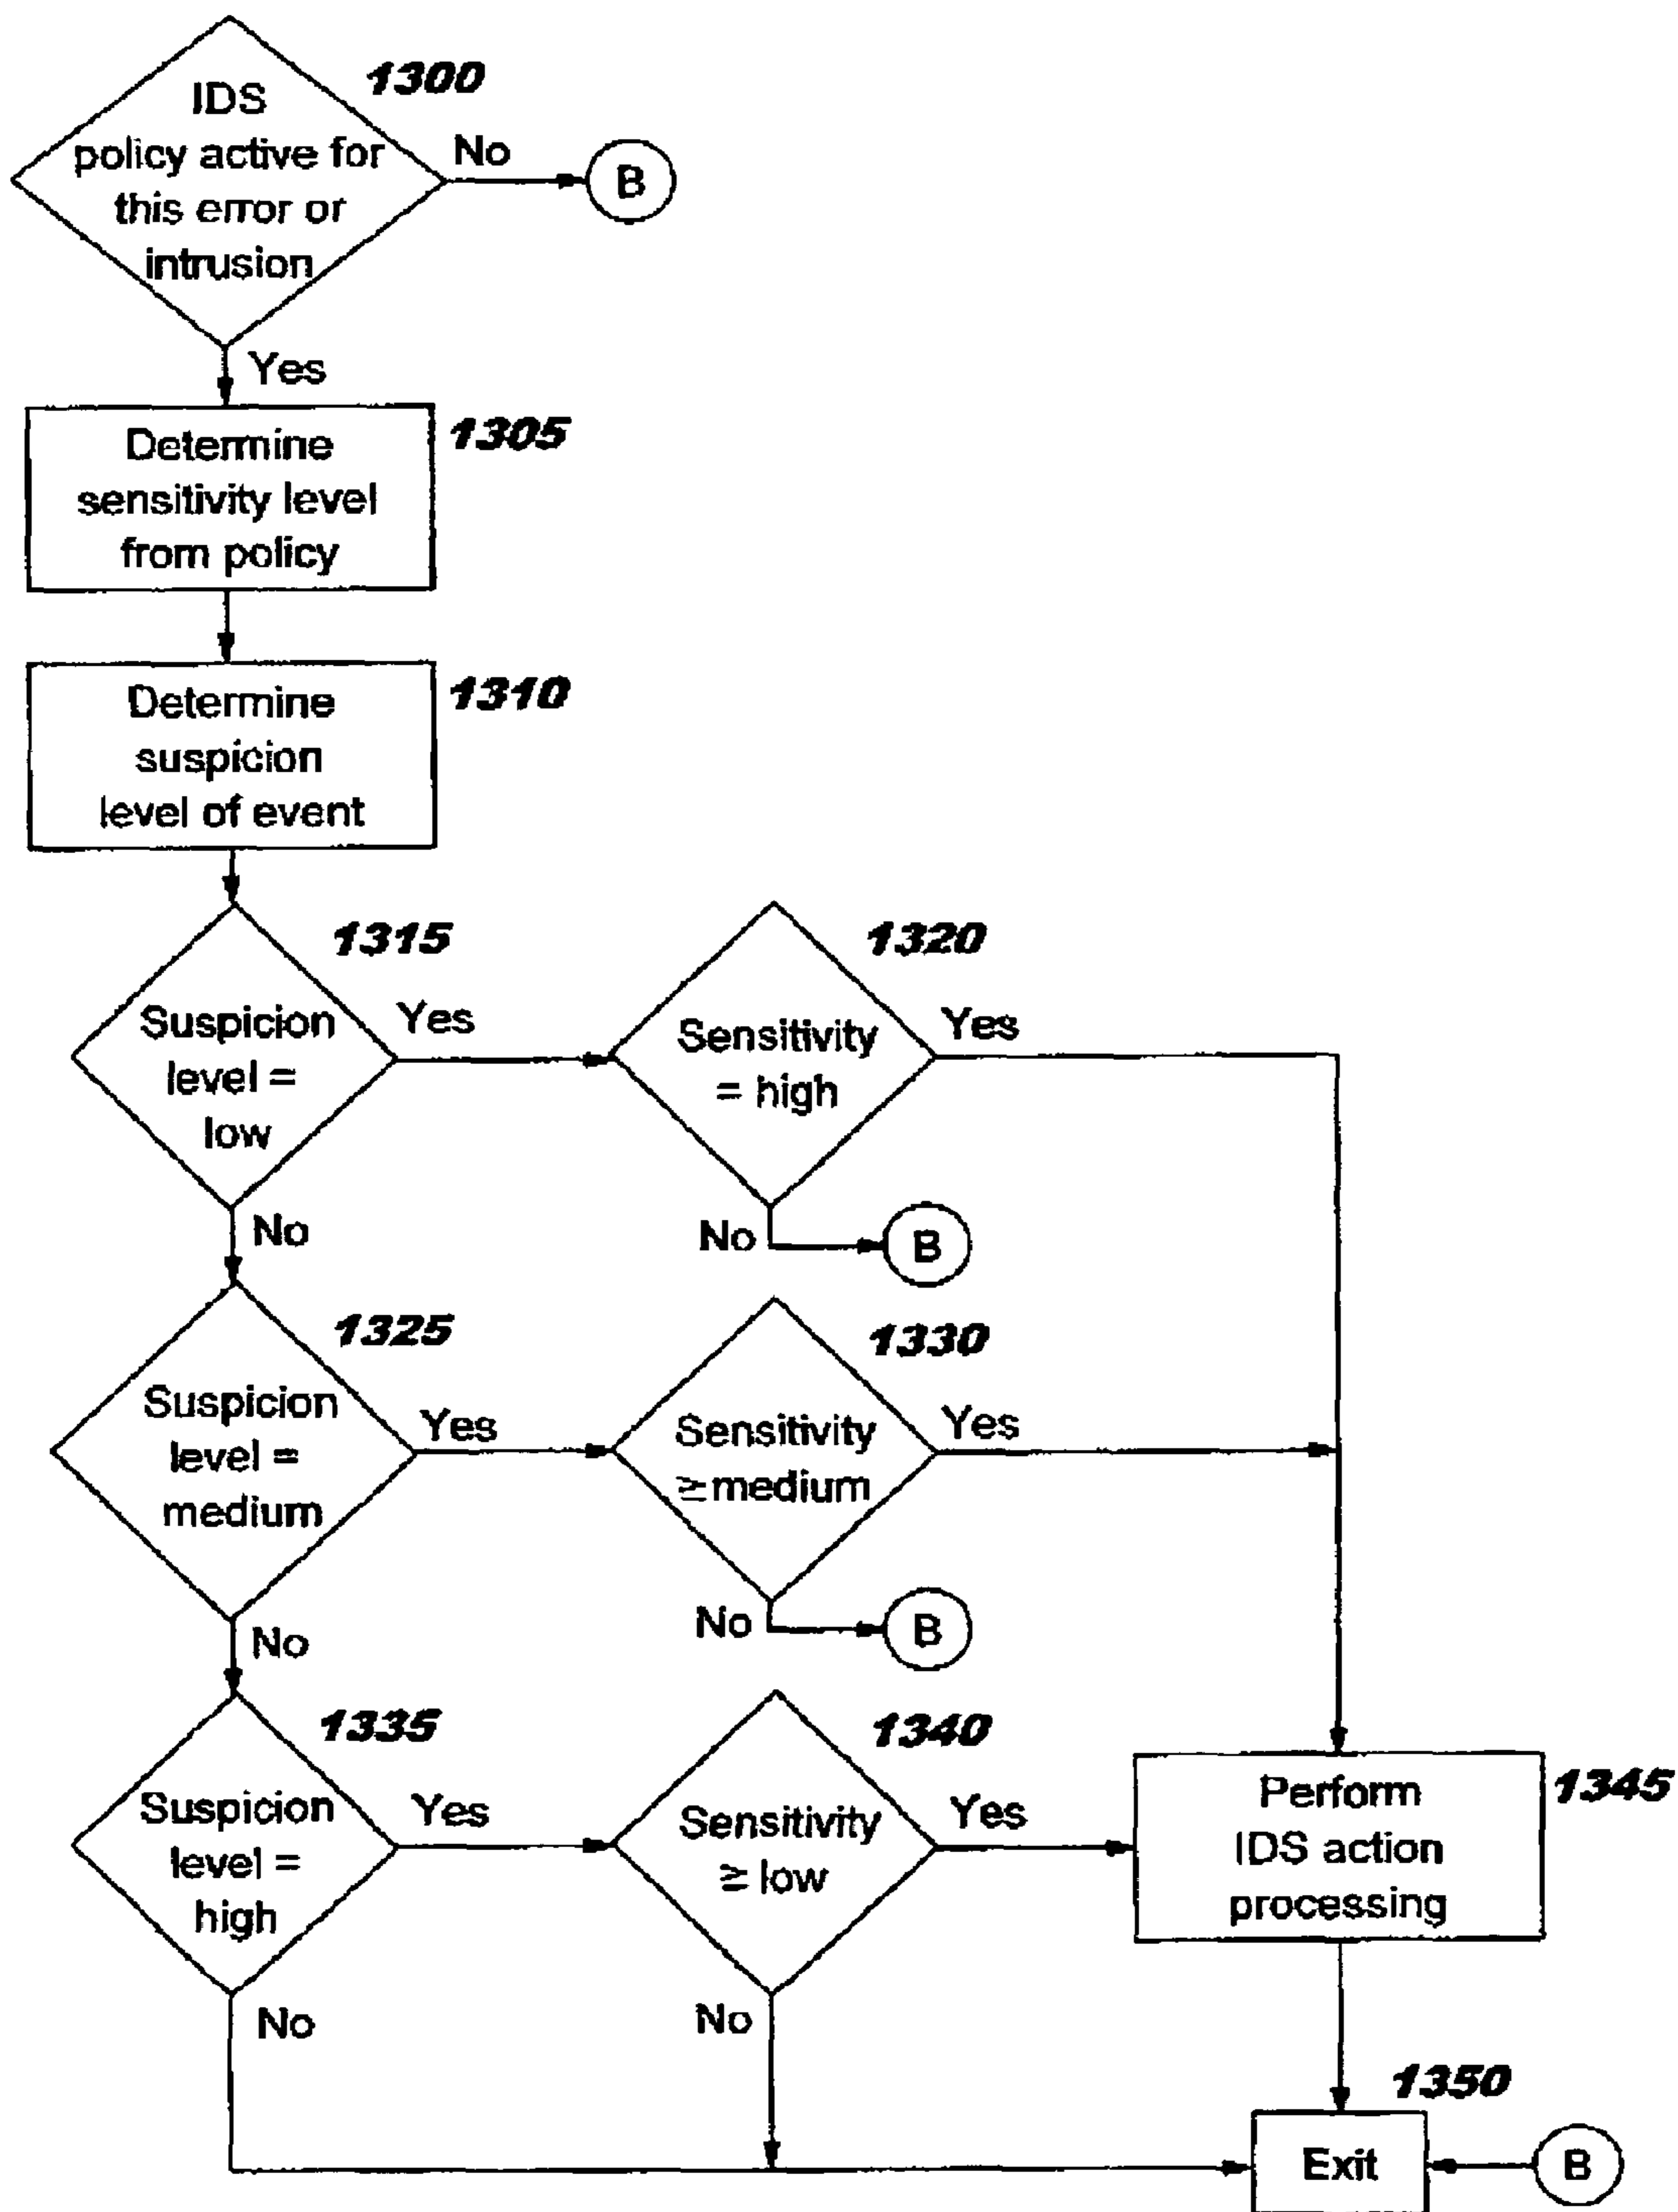 1300
IDS
policy active for
this error or
intrusion
No
B
Yes
Determine
sensitivity level
from policy
1305
Determine
suspicion
level of event
1310
1315
Suspicion
level =
low
Yes
1320
Sensitivity
= high
Yes
No
B
No
1325
Suspicion
level =
medium
Yes
1330
Sensitivity
≥medium
Yes
No
B
No
1335
Suspicion
level =
high
Yes
1340
Sensitivity
≥ low
Yes
Perform
IDS action
processing
1345
No
No
1350
Exit
B